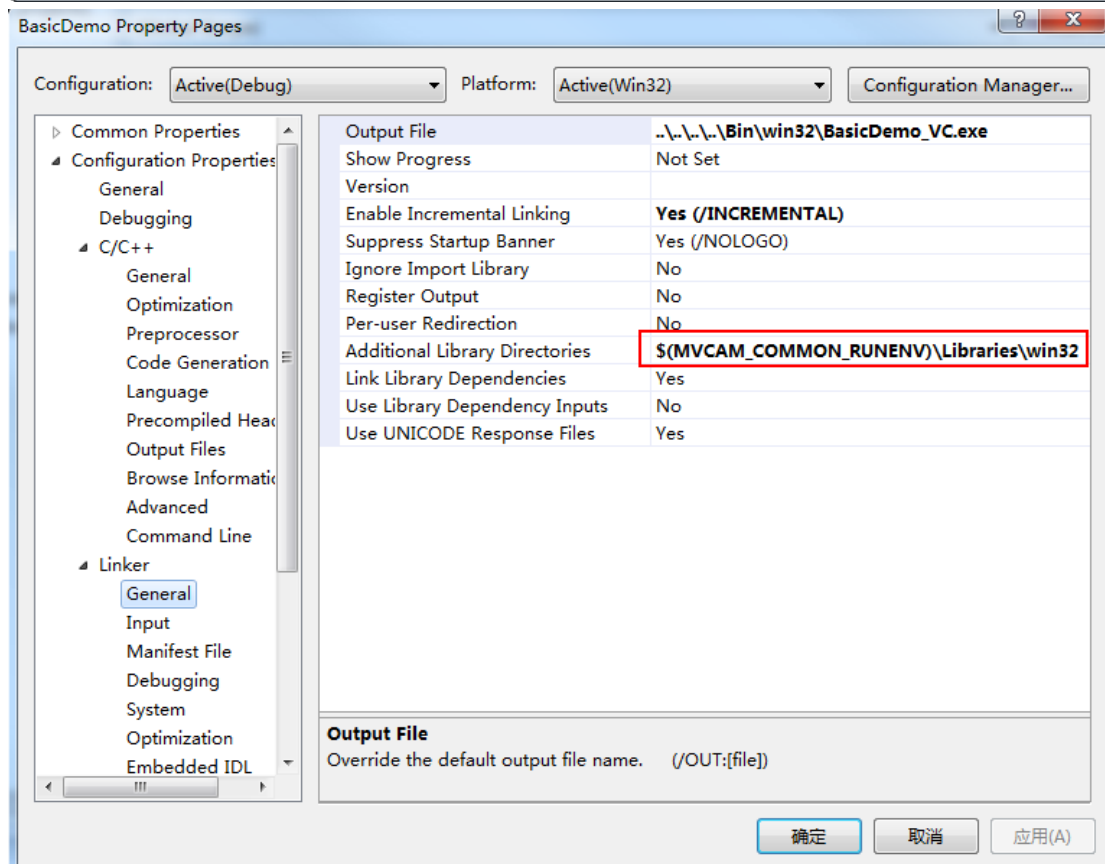 BasicDemo Property Pages
Configuration: Active(Debug) Platform: Active(Win32) Configuration Manager...
Common Properties
Configuration Properties
General
Debugging
C/C++
General
Optimization
Preprocessor
Code Generation
Language
Precompiled Head
Output Files
Browse Informatio
Advanced
Command Line
Linker
General
Input
Manifest File
Debugging
System
Optimization
Embedded IDL
Output File ..\..\..\..\Bin\win32\BasicDemo_VC.exe
Show Progress Not Set
Version
Enable Incremental Linking Yes (/INCREMENTAL)
Suppress Startup Banner Yes (/NOLOGO)
Ignore Import Library No
Register Output No
Per-user Redirection No
Additional Library Directories $(MVCAM_COMMON_RUNENV)\Libraries\win32
Link Library Dependencies Yes
Use Library Dependency Inputs No
Use UNICODE Response Files Yes
Output File
Override the default output file name. (/OUT:[file])
确定 取消 应用(A)